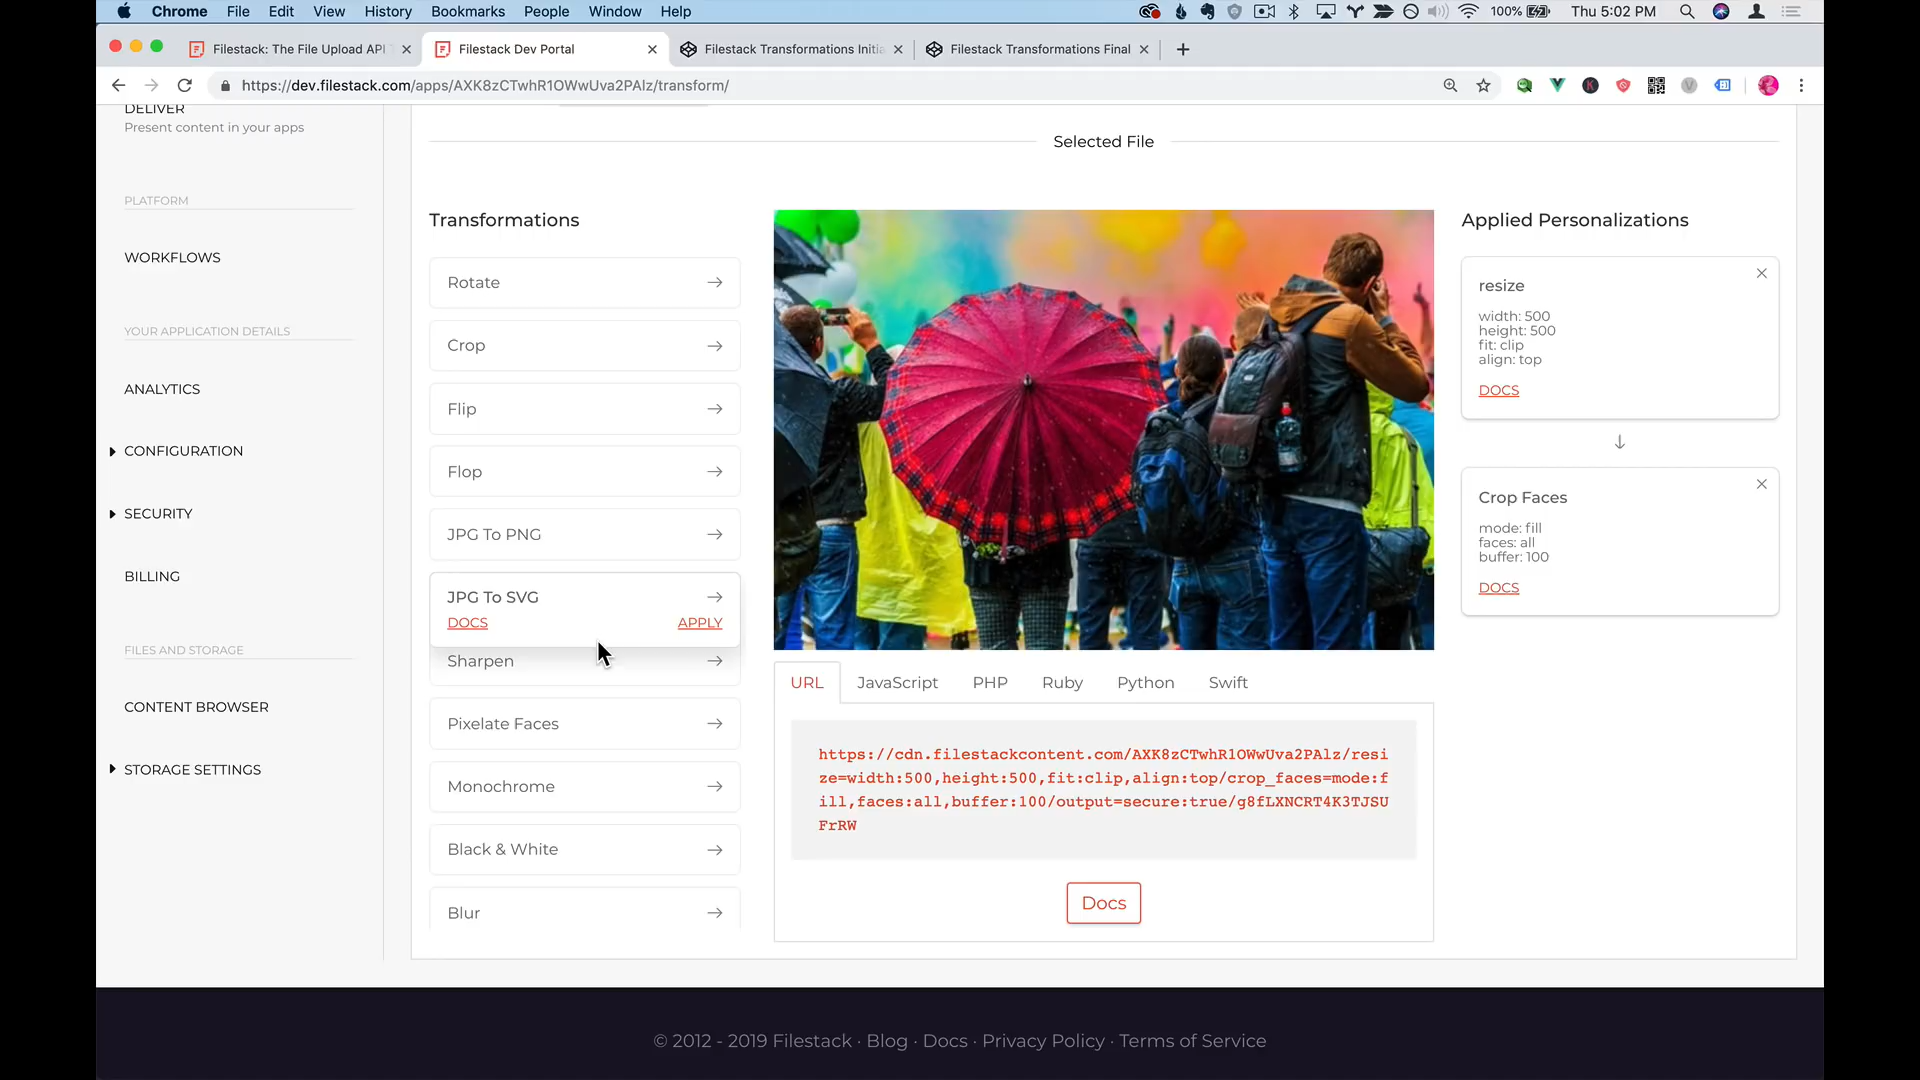 Chrome File Edit View History Bookmarks People Window Help 100% Thu 5:02 PM
Filestack: The File Upload API Filestack Dev Portal Filestack Transformations Initia Filestack Transformations Final
https://dev.filestack.com/apps/AXK8zCTwhR1OWwUva2PAlz/transform/
DELIVER
Present content in your apps
PLATFORM
WORKFLOWS
YOUR APPLICATION DETAILS
ANALYTICS
CONFIGURATION
SECURITY
BILLING
FILES AND STORAGE
CONTENT BROWSER
STORAGE SETTINGS
Selected File
Transformations
Rotate
Crop
Flip
Flop
JPG To PNG
JPG To SVG
DOCS APPLY
Sharpen
Pixelate Faces
Monochrome
Black & White
Blur
URL JavaScript PHP Ruby Python Swift
https://cdn.filestackcontent.com/AXK8zCTwhR1OWwUva2PAlz/resi
ze=width:500,height:500,fit:clip,align:top/crop_faces=mode:f
ill,faces:all,buffer:100/output=secure:true/g8fLXNCRT4K3TJSU
FrRW
Docs
Applied Personalizations
resize
width: 500
height: 500
fit: clip
align: top
DOCS
Crop Faces
mode: fill
faces: all
buffer: 100
DOCS
© 2012 - 2019 Filestack · Blog · Docs · Privacy Policy · Terms of Service